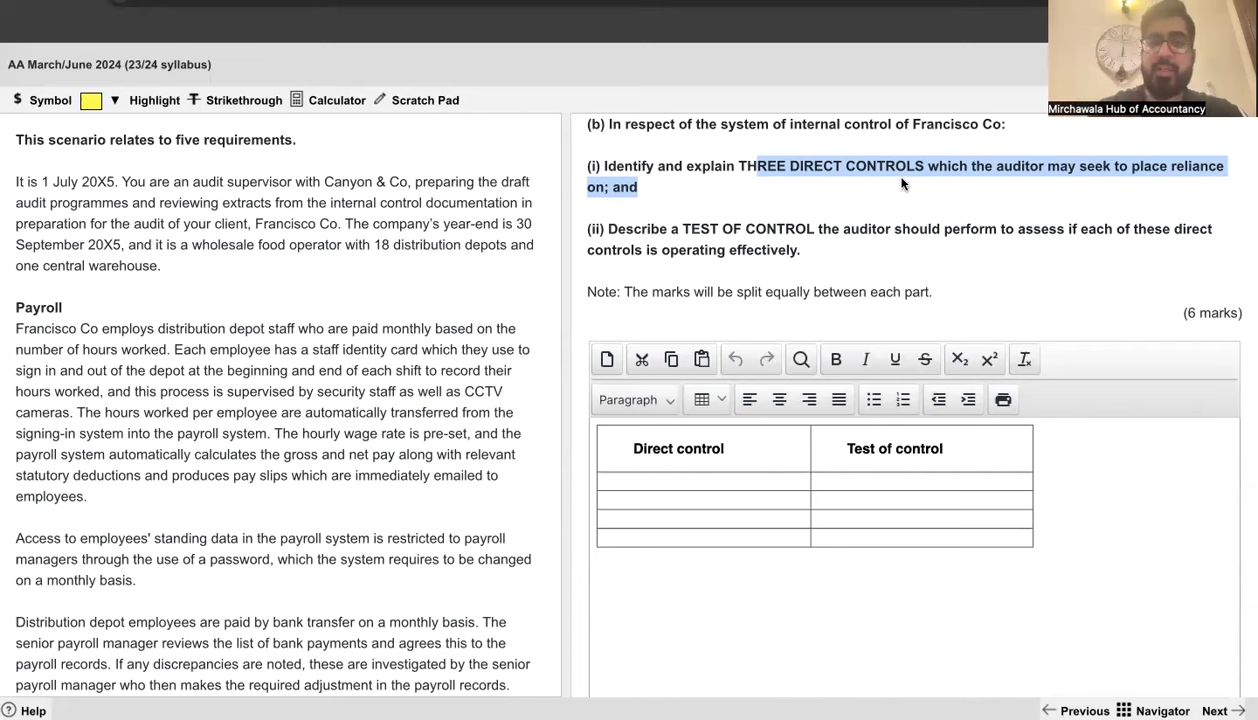 AA March/June 2024 (23/24 syllabus)
Mirchawala Hub of Accountancy
$ Symbol ▼ Highlight T Strikethrough Calculator Scratch Pad
This scenario relates to five requirements.
It is 1 July 20X5. You are an audit supervisor with Canyon & Co, preparing the draft
audit programmes and reviewing extracts from the internal control documentation in
preparation for the audit of your client, Francisco Co. The company's year-end is 30
September 20X5, and it is a wholesale food operator with 18 distribution depots and
one central warehouse.
Payroll
Francisco Co employs distribution depot staff who are paid monthly based on the
number of hours worked. Each employee has a staff identity card which they use to
sign in and out of the depot at the beginning and end of each shift to record their
hours worked, and this process is supervised by security staff as well as CCTV
cameras. The hours worked per employee are automatically transferred from the
signing-in system into the payroll system. The hourly wage rate is pre-set, and the
payroll system automatically calculates the gross and net pay along with relevant
statutory deductions and produces pay slips which are immediately emailed to
employees.
Access to employees' standing data in the payroll system is restricted to payroll
managers through the use of a password, which the system requires to be changed
on a monthly basis.
Distribution depot employees are paid by bank transfer on a monthly basis. The
senior payroll manager reviews the list of bank payments and agrees this to the
payroll records. If any discrepancies are noted, these are investigated by the senior
payroll manager who then makes the required adjustment in the payroll records.
(b) In respect of the system of internal control of Francisco Co:
(i) Identify and explain THREE DIRECT CONTROLS which the auditor may seek to place reliance
on; and
(ii) Describe a TEST OF CONTROL the auditor should perform to assess if each of these direct
controls is operating effectively.
Note: The marks will be split equally between each part.
(6 marks)
B I U S X₂ X² Tx
Paragraph
Direct control Test of control
? Help
Previous Navigator Next